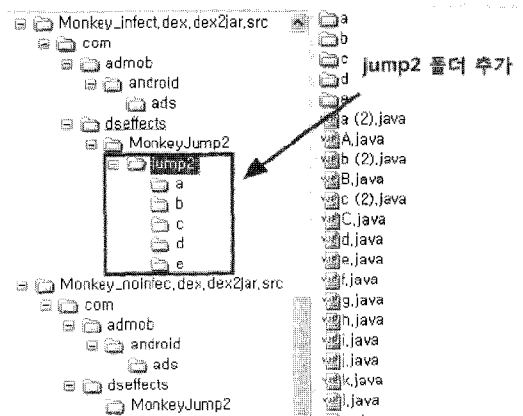 Monkey_infect,dex,dex2jar,src
com
admob
android
ads
dseffects
MonkeyJump2
jump2
a
b
c
d
e
Monkey_noinfec,dex,dex2jar,src
com
admob
android
ads
dseffects
MonkeyJump2
a
b
c
d
e
jump2 폴더 추가
a (2),java
A,java
b (2),java
B,java
c (2),java
C,java
d,java
e,java
f,java
g,java
h,java
i,java
j,java
k,java
l,java